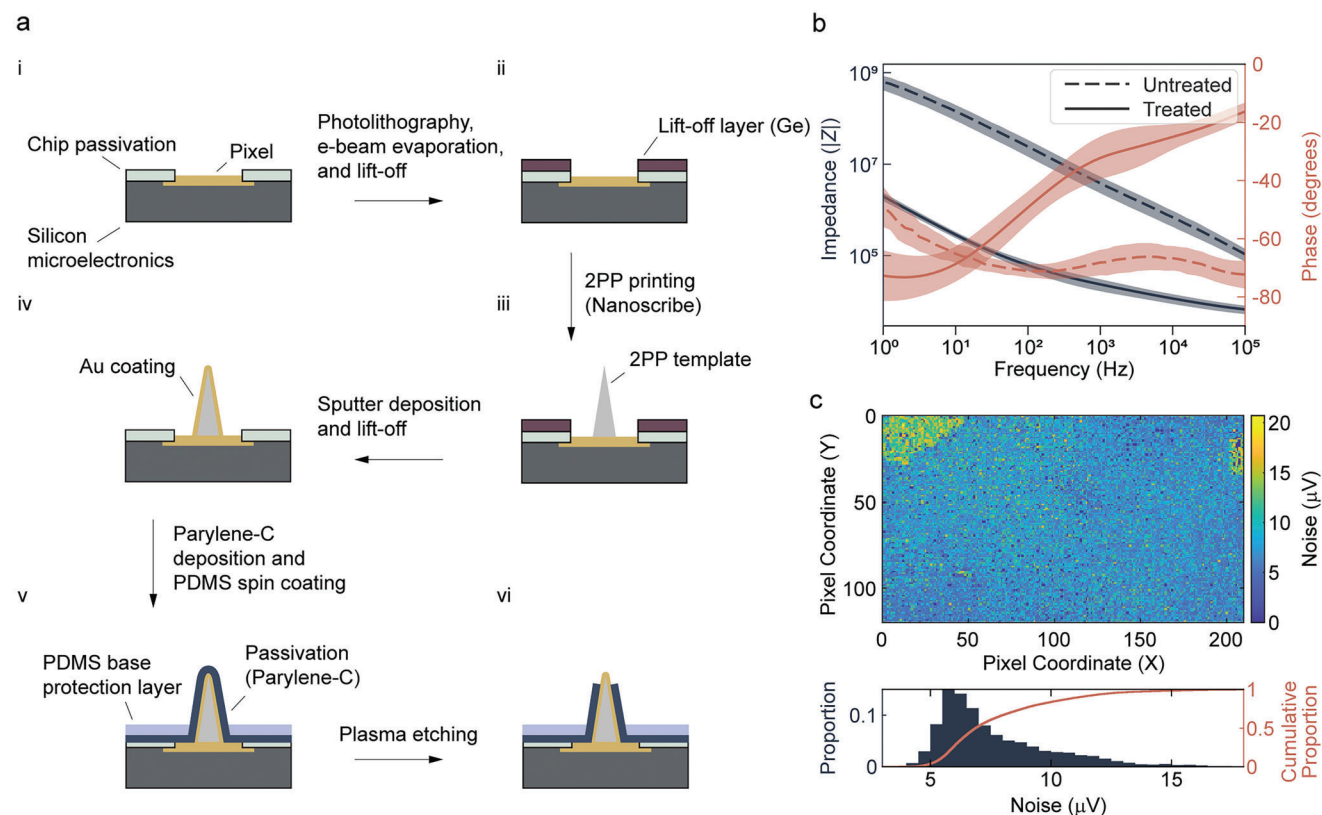 a
i
Chip passivation
Pixel
Silicon
microelectronics
Photolithography,
e-beam evaporation,
and lift-off
ii
Lift-off layer (Ge)
2PP printing
(Nanoscribe)
iii
2PP template
Sputter deposition
and lift-off
iv
Au coating
Parylene-C
deposition and
PDMS spin coating
v
PDMS base
protection layer
Passivation
(Parylene-C)
Plasma etching
vi
b
Impedance (|Z|)
10⁹
10⁷
10⁵
Untreated
Treated
0
-20
-40
-60
-80
Phase (degrees)
10⁰ 10¹ 10² 10³ 10⁴ 10⁵
Frequency (Hz)
c
Pixel Coordinate (Y)
0
50
100
0 50 100 150 200
Pixel Coordinate (X)
20
15
10
5
0
Noise (μV)
Proportion
0.1
0
1
0.5
0
Cumulative
Proportion
5 10 15
Noise (μV)